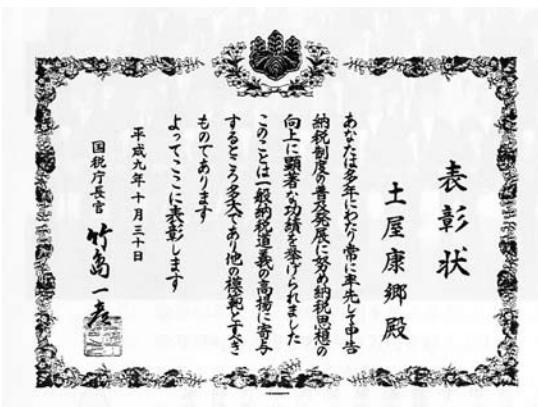 表彰状
土屋康郷殿
あなたは多年にわたり常に率先して申告
納税制度の普及発展に努め納税思想の
向上に顕著な功績を挙げられました
このことは一般納税道義の高揚に寄与
するところ多大であり他の模範とすべき
ものであります
よってここに表彰します
平成九年十月三十日
国税庁長官 竹島一彦